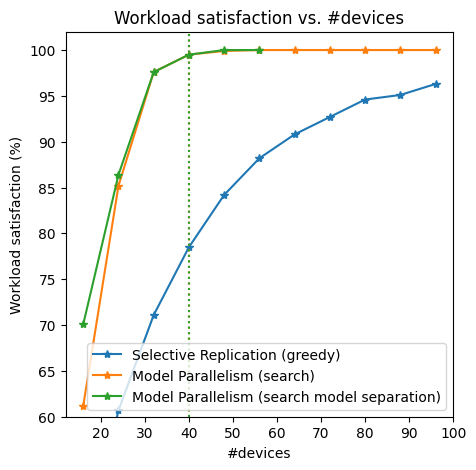 Workload satisfaction vs. #devices
100
95
90
85
80
75
70
65
60
Workload satisfaction (%)
Selective Replication (greedy)
Model Parallelism (search)
Model Parallelism (search model separation)
20 30 40 50 60 70 80 90 100
#devices